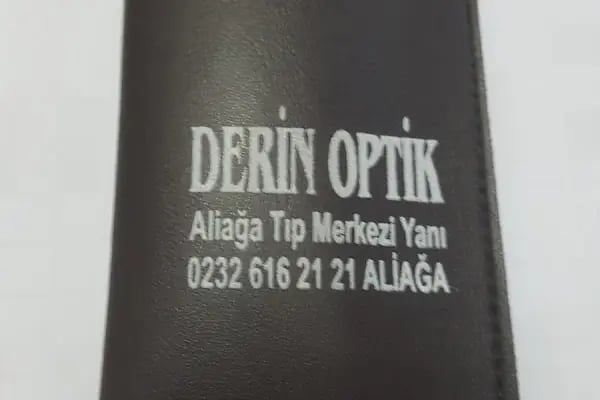 DERİN OPTİK
Aliağa Tıp Merkezi Yanı
0232 616 21 21 ALİAĞA